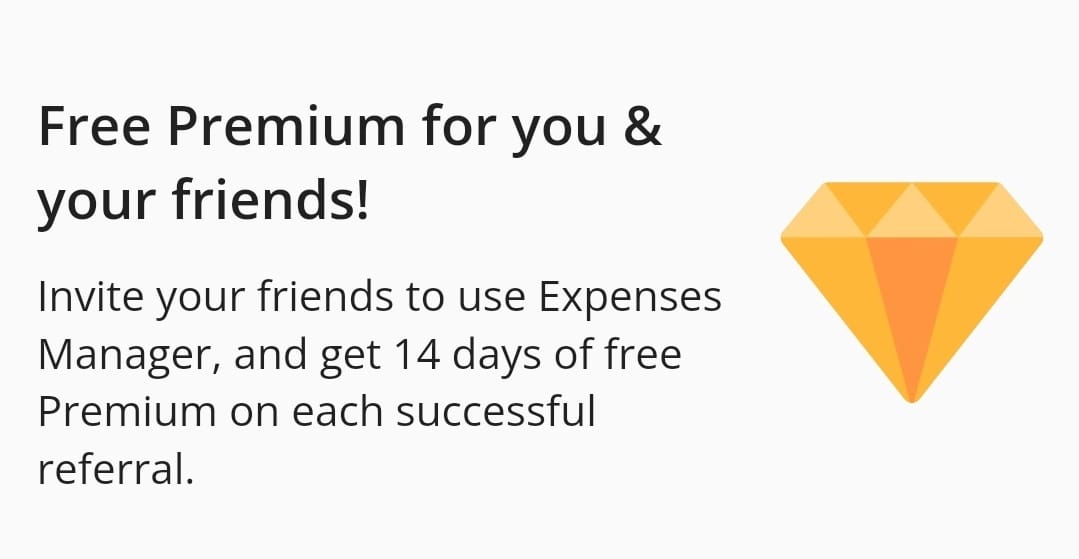 Free Premium for you &
your friends!
Invite your friends to use Expenses
Manager, and get 14 days of free
Premium on each successful
referral.